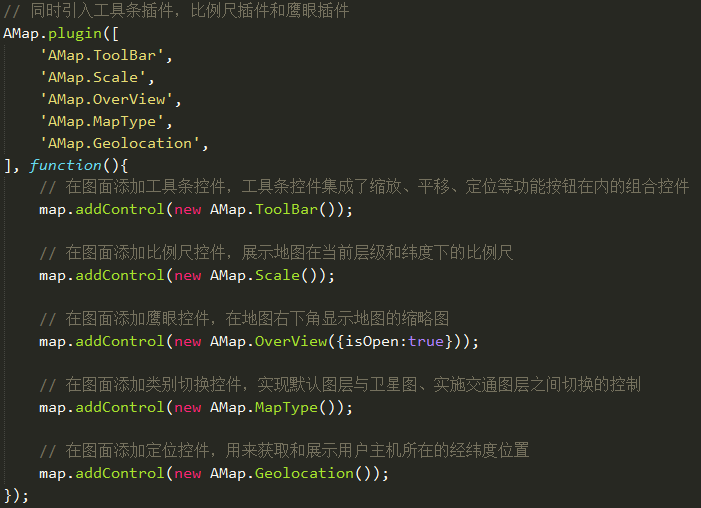 // 同时引入工具条插件，比例尺插件和鹰眼插件
AMap.plugin([
    'AMap.ToolBar',
    'AMap.Scale',
    'AMap.OverView',
    'AMap.MapType',
    'AMap.Geolocation',
], function(){
    // 在图面添加工具条控件，工具条控件集成了缩放、平移、定位等功能按钮在内的组合控件
    map.addControl(new AMap.ToolBar());
    // 在图面添加比例尺控件，展示地图在当前层级和纬度下的比例尺
    map.addControl(new AMap.Scale());
    // 在图面添加鹰眼控件，在地图右下角显示地图的缩略图
    map.addControl(new AMap.OverView({isOpen:true}));
    // 在图面添加类别切换控件，实现默认图层与卫星图、实施交通图层之间切换的控制
    map.addControl(new AMap.MapType());
    // 在图面添加定位控件，用来获取和展示用户主机所在的经纬度位置
    map.addControl(new AMap.Geolocation());
});